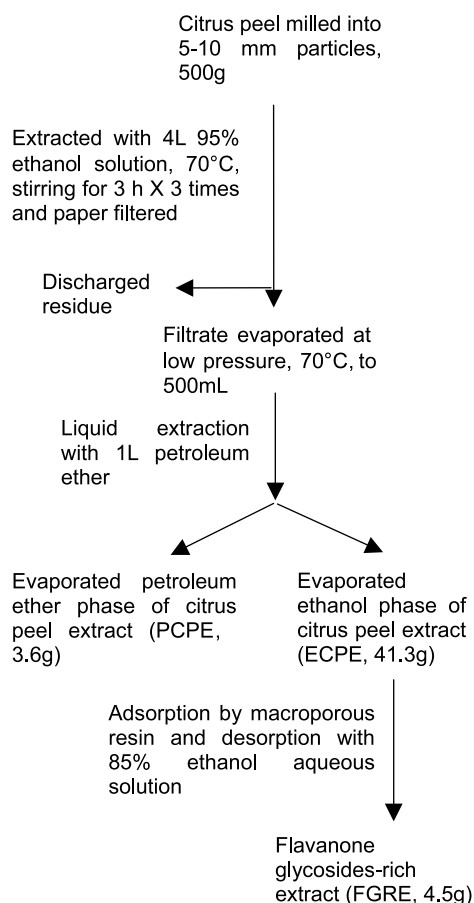 Citrus peel milled into
5-10 mm particles,
500g
Extracted with 4L 95%
ethanol solution, 70°C,
stirring for 3 h X 3 times
and paper filtered
Discharged
residue
Filtrate evaporated at
low pressure, 70°C, to
500mL
Liquid extraction
with 1L petroleum
ether
Evaporated petroleum
ether phase of citrus
peel extract (PCPE,
3.6g)
Evaporated
ethanol phase of
citrus peel extract
(ECPE, 41.3g)
Adsorption by macroporous
resin and desorption with
85% ethanol aqueous
solution
Flavanone
glycosides-rich
extract (FGRE, 4.5g)